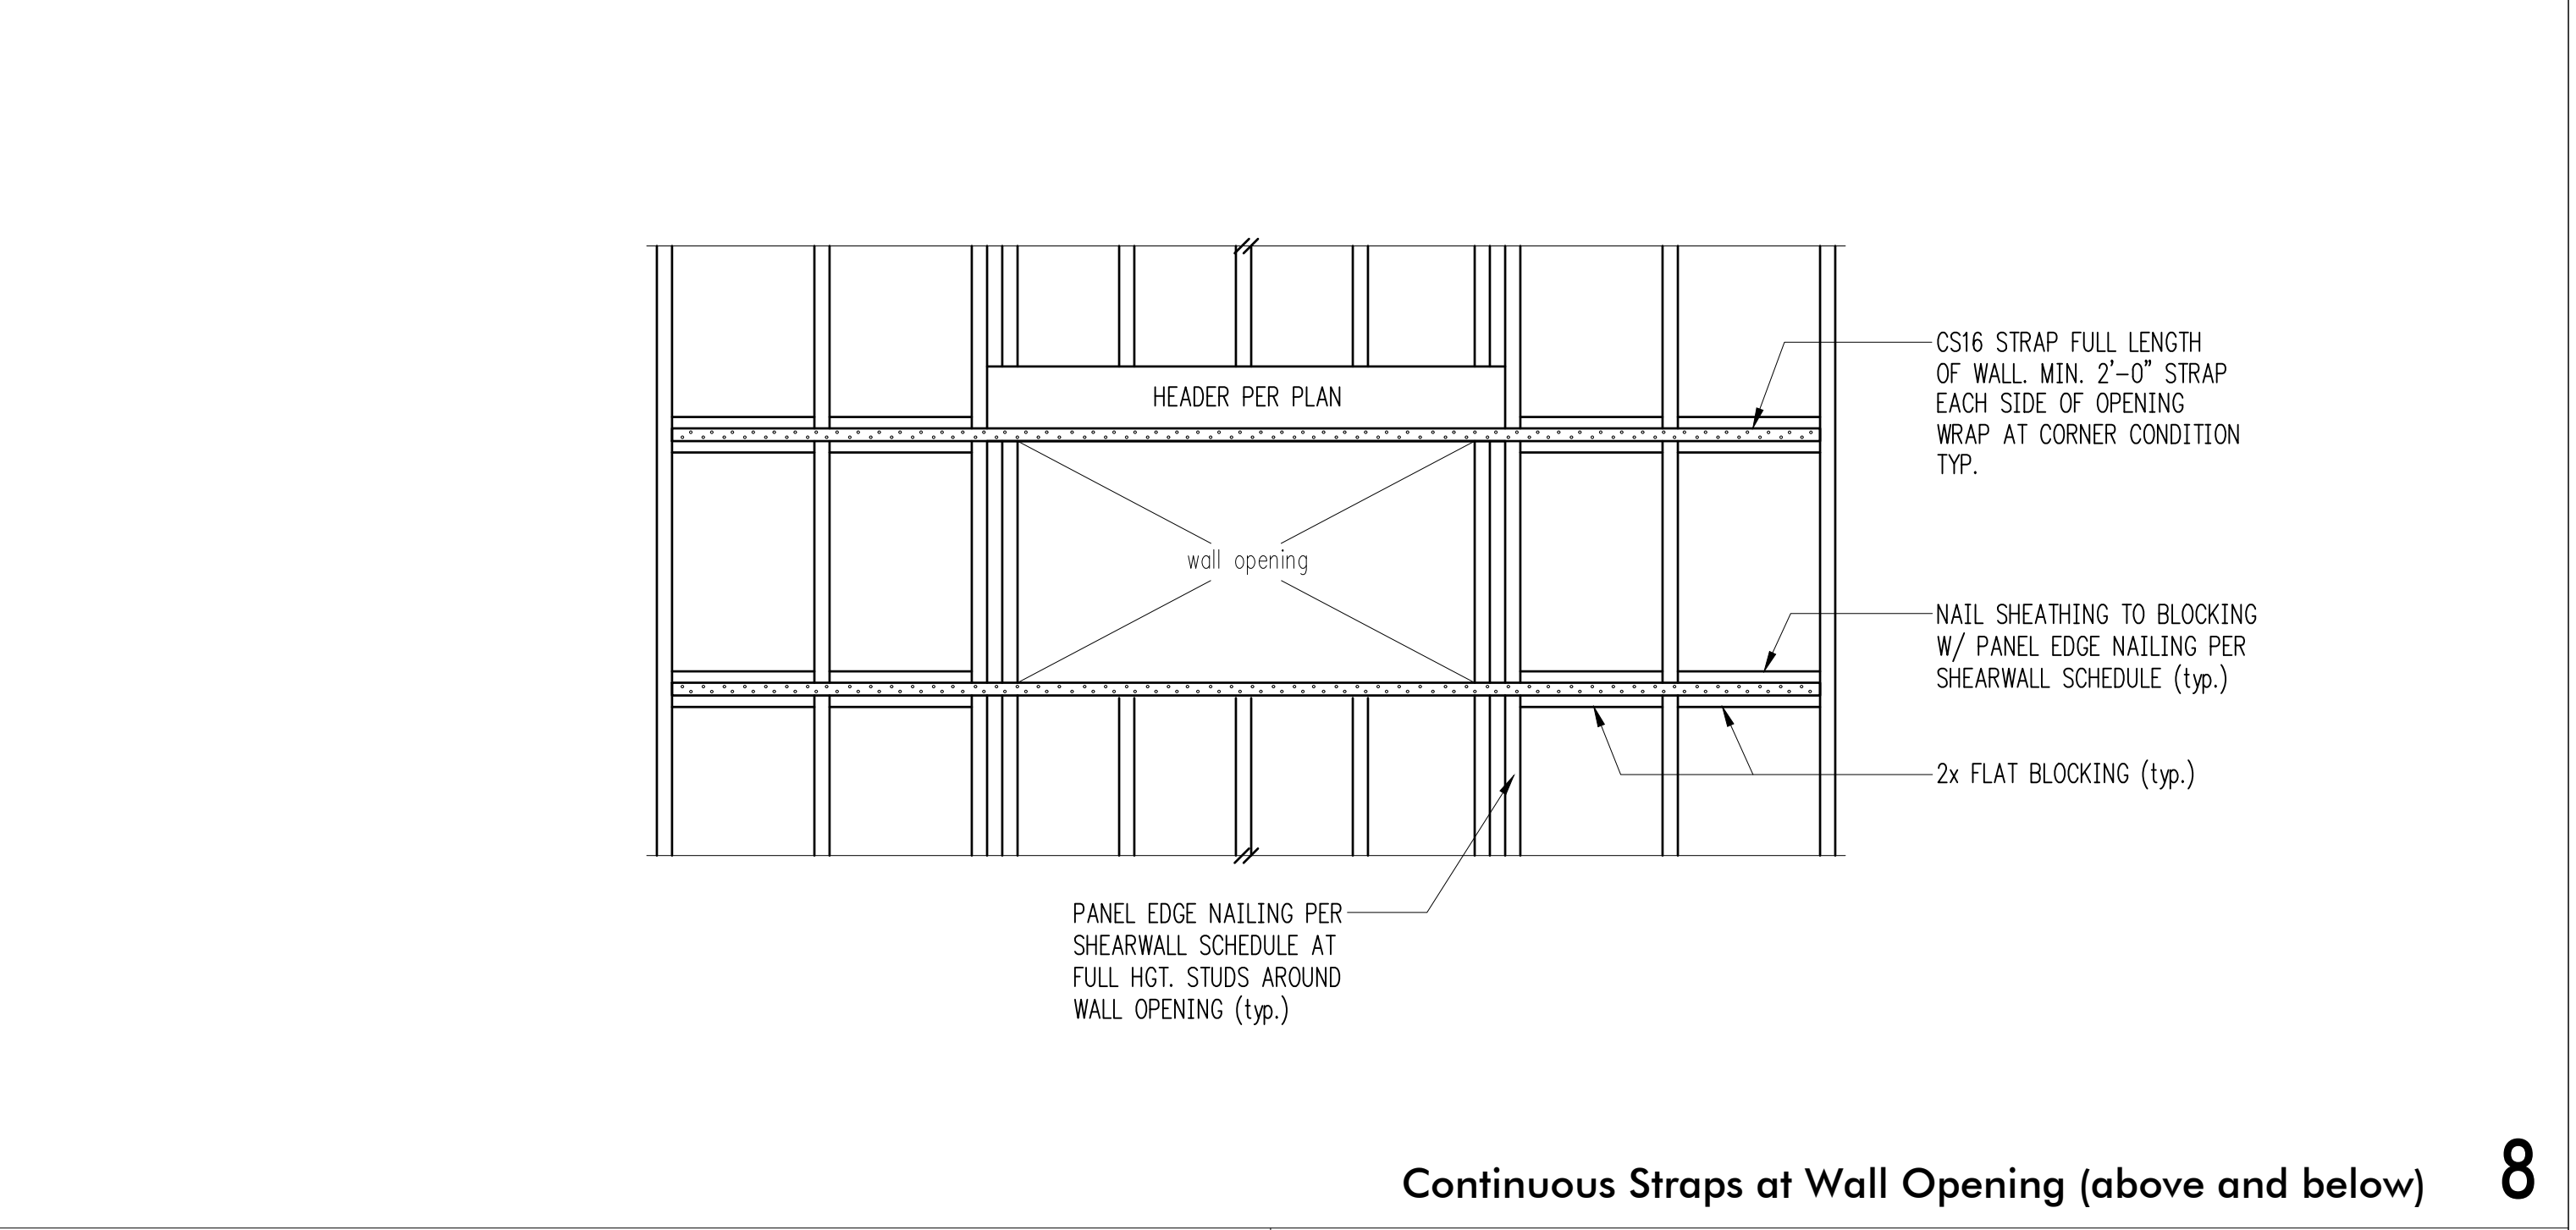 HEADER PER PLAN
CS16 STRAP FULL LENGTH
OF WALL. MIN. 2'-0" STRAP
EACH SIDE OF OPENING
WRAP AT CORNER CONDITION
TYP.
wall opening
NAIL SHEATHING TO BLOCKING
W/ PANEL EDGE NAILING PER
SHEARWALL SCHEDULE (typ.)
2x FLAT BLOCKING (typ.)
PANEL EDGE NAILING PER
SHEARWALL SCHEDULE AT
FULL HGT. STUDS AROUND
WALL OPENING (typ.)
Continuous Straps at Wall Opening (above and below) 8